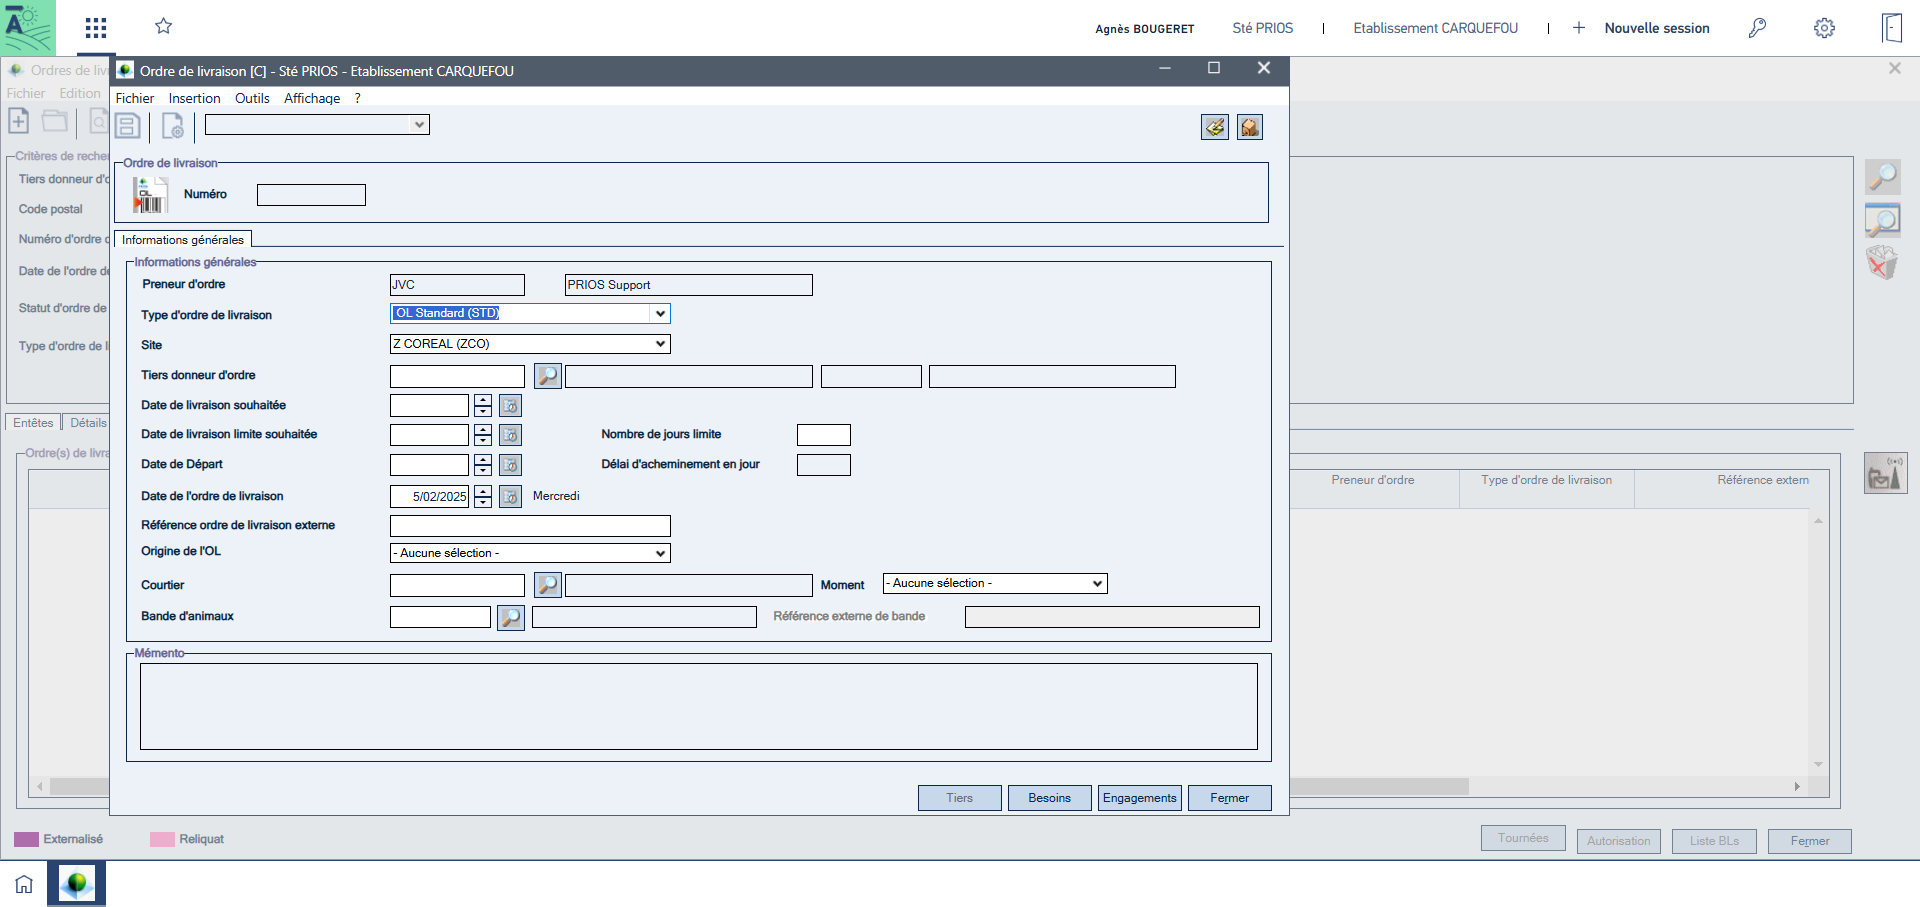 Agnès BOUGERET Sté PRIOS | Etablissement CARQUEFOU | + Nouvelle session
Ordres de liv
Fichier Edition
Critères de recher
Tiers donneur d'o
Code postal
Numéro d'ordre d
Date de l'ordre de
Statut d'ordre de
Type d'ordre de li
Entêtes Détails
Ordre(s) de livra
Ordre de livraison [C] - Sté PRIOS - Etablissement CARQUEFOU
Fichier Insertion Outils Affichage ?
Ordre de livraison
OL
Numéro
Informations générales
Informations générales
Preneur d'ordre JVC PRIOS Support
Type d'ordre de livraison OL Standard (STD)
Site Z COREAL (ZCO)
Tiers donneur d'ordre
Date de livraison souhaitée
Date de livraison limite souhaitée Nombre de jours limite
Date de Départ Délai d'acheminement en jour
Date de l'ordre de livraison 5/02/2025 Mercredi
Référence ordre de livraison externe
Origine de l'OL - Aucune sélection -
Courtier Moment - Aucune sélection -
Bande d'animaux Référence externe de bande
Mémento
Tiers Besoins Engagements Fermer
Preneur d'ordre Type d'ordre de livraison Référence extern
Externalisé Reliquat
Tournées Autorisation Liste BLs Fermer